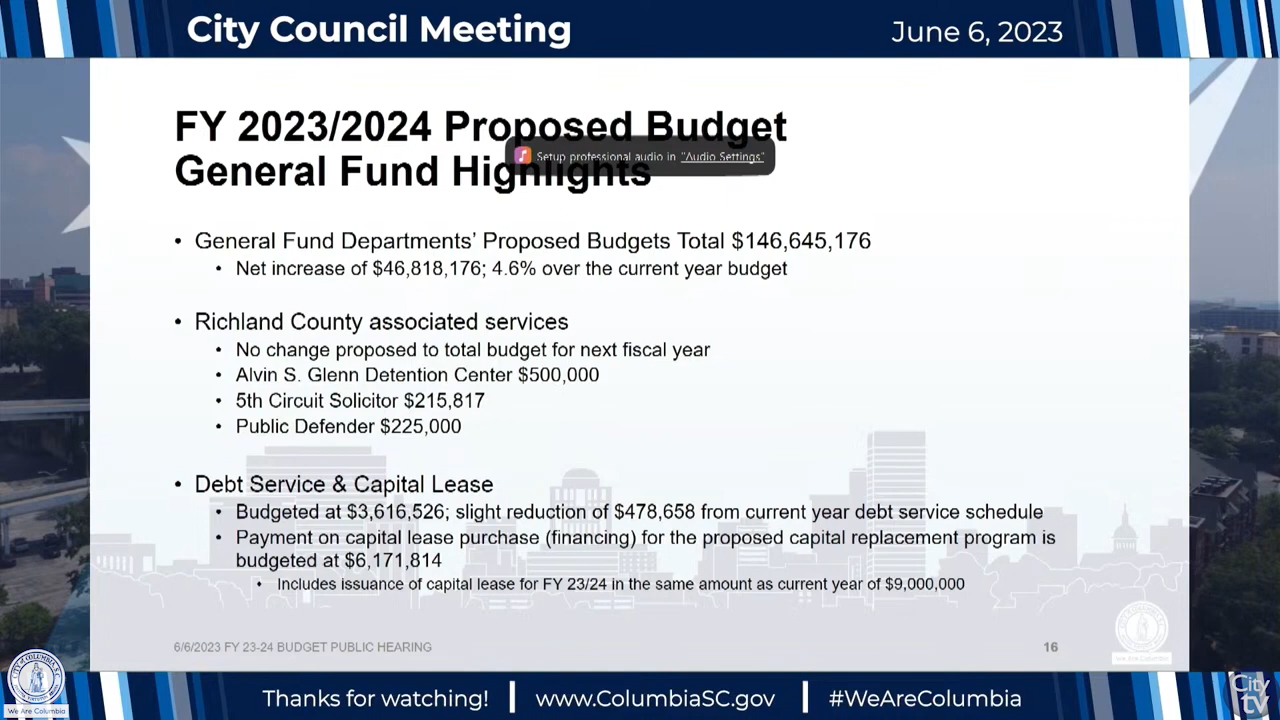 City Council Meeting
June 6, 2023
FY 2023/2024 Proposed Budget
Setup professional audio in "Audio Settings"
General Fund Highlights
• General Fund Departments' Proposed Budgets Total $146,645,176
• Net increase of $46,818,176; 4.6% over the current year budget
• Richland County associated services
• No change proposed to total budget for next fiscal year
• Alvin S. Glenn Detention Center $500,000
• 5th Circuit Solicitor $215,817
• Public Defender $225,000
• Debt Service & Capital Lease
• Budgeted at $3,616,526; slight reduction of $478,658 from current year debt service schedule
• Payment on capital lease purchase (financing) for the proposed capital replacement program is
budgeted at $6,171,814
• Includes issuance of capital lease for FY 23/24 in the same amount as current year of $9,000,000
6/6/2023 FY 23-24 BUDGET PUBLIC HEARING
16
We Are Columbia
We Are Columbia
Thanks for watching! | www.ColumbiaSC.gov | #WeAreColumbia
City
tv